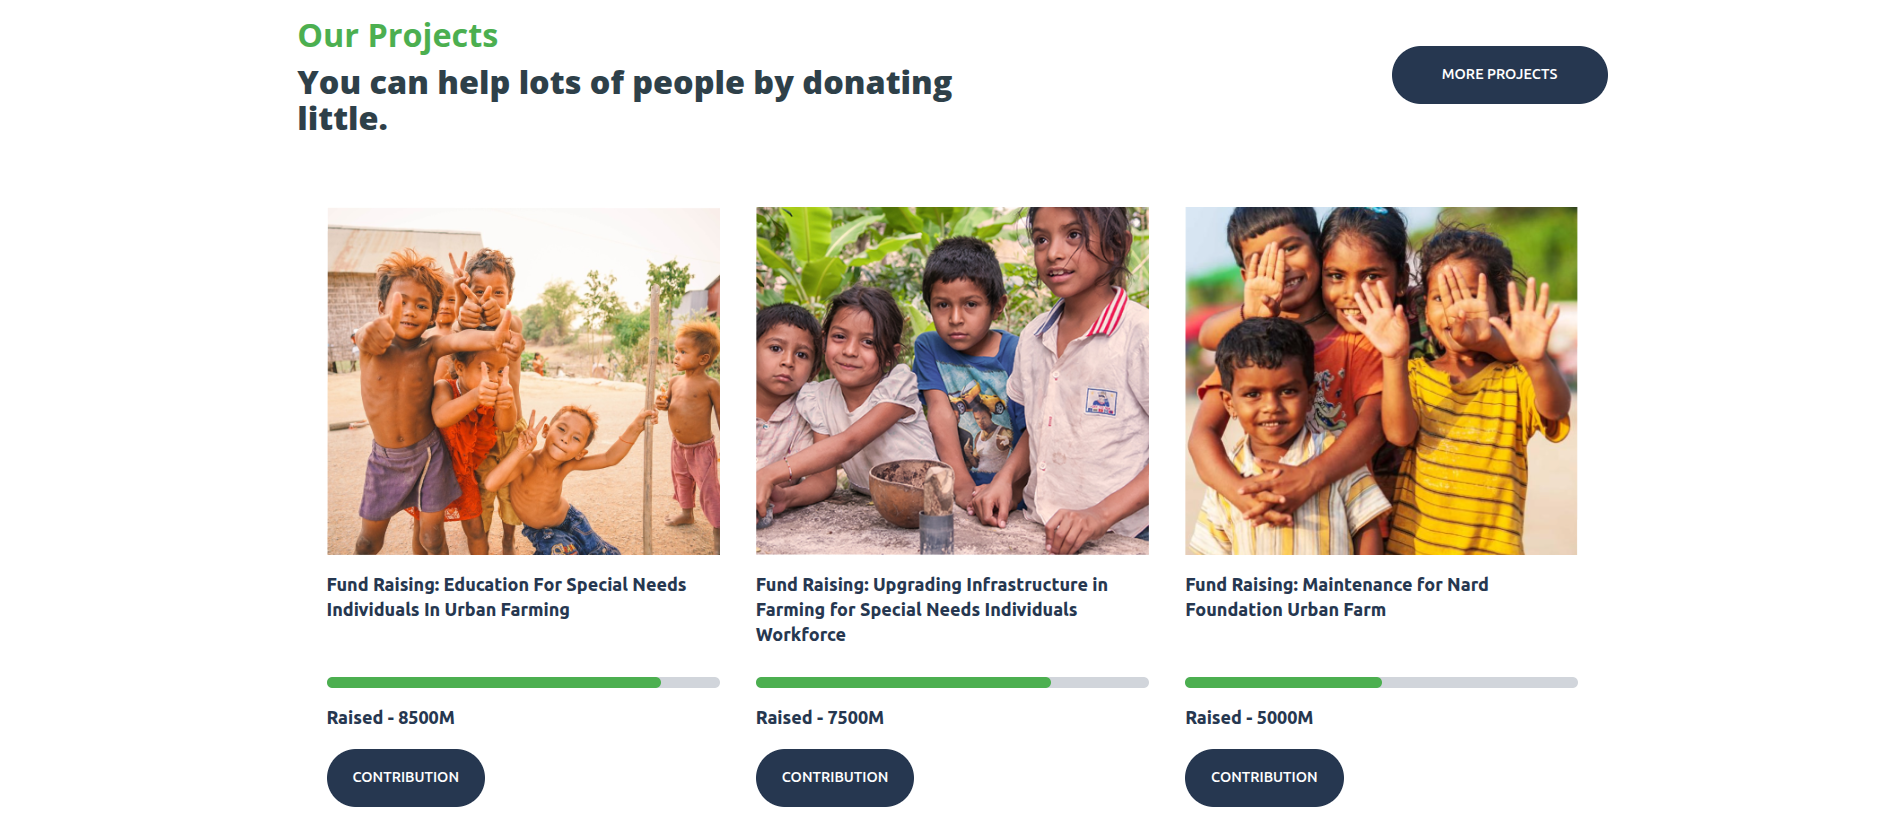 Our Projects
You can help lots of people by donating
little.
MORE PROJECTS
Fund Raising: Education For Special Needs
Individuals In Urban Farming
Raised - 8500M
CONTRIBUTION
Fund Raising: Upgrading Infrastructure in
Farming for Special Needs Individuals
Workforce
Raised - 7500M
CONTRIBUTION
Fund Raising: Maintenance for Nard
Foundation Urban Farm
Raised - 5000M
CONTRIBUTION